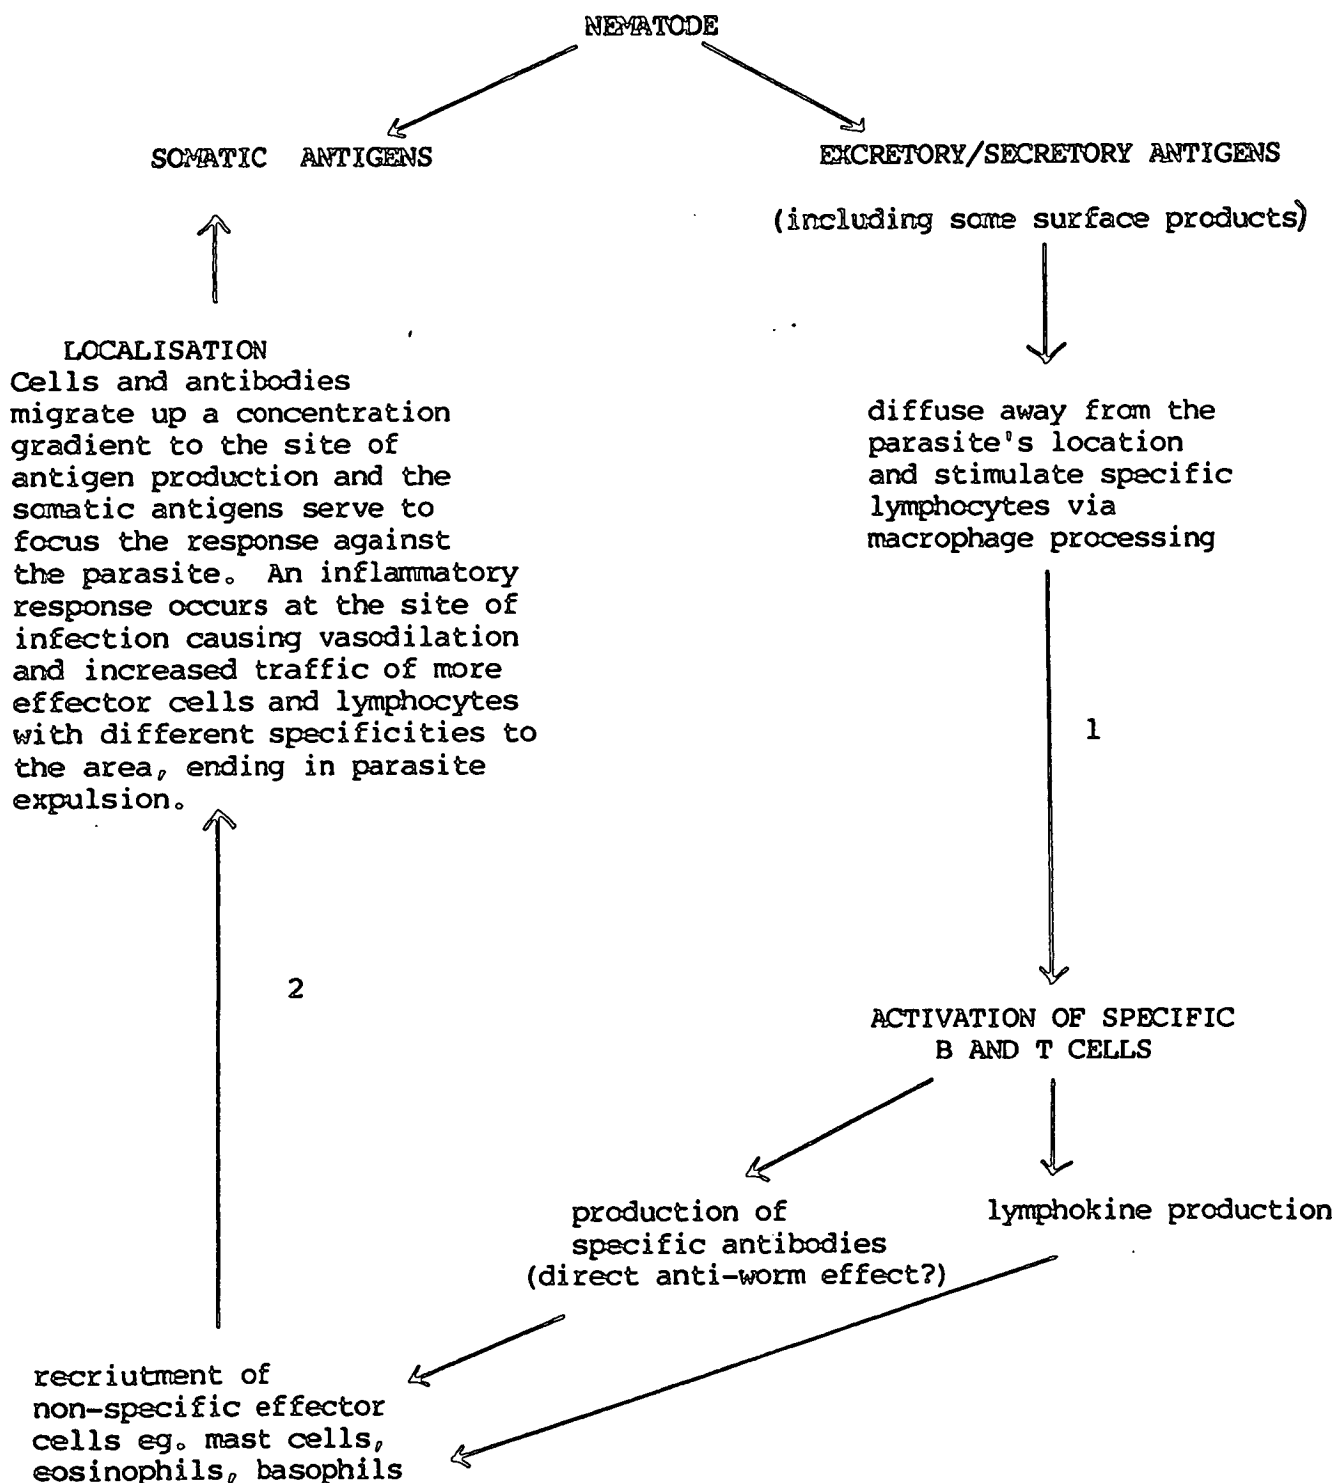 NEMATODE
SOMATIC ANTIGENS
EXCRETORY/SECRETORY ANTIGENS
(including some surface products)
LOCALISATION
Cells and antibodies
migrate up a concentration
gradient to the site of
antigen production and the
somatic antigens serve to
focus the response against
the parasite. An inflammatory
response occurs at the site of
infection causing vasodilation
and increased traffic of more
effector cells and lymphocytes
with different specificities to
the area, ending in parasite
expulsion.
diffuse away from the
parasite's location
and stimulate specific
lymphocytes via
macrophage processing
1
2
ACTIVATION OF SPECIFIC
B AND T CELLS
production of
specific antibodies
(direct anti-worm effect?)
lymphokine production
recriutment of
non-specific effector
cells eg. mast cells,
eosinophils, basophils